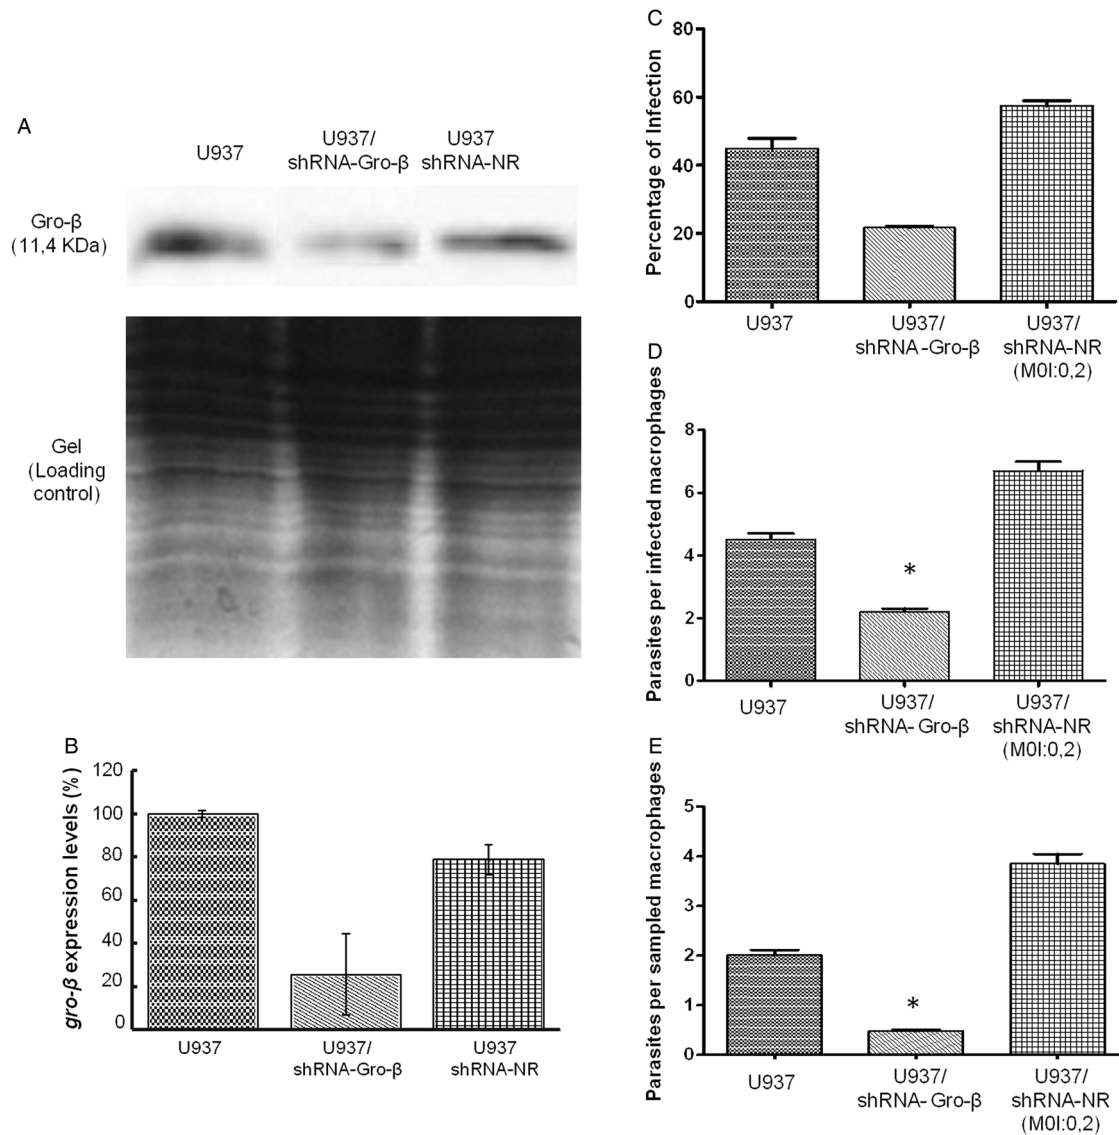 A
U937
U937/
shRNA-Gro-β
U937
shRNA-NR
Gro-β
(11,4 KDa)
Gel
(Loading
control)
B
gro-β expression levels (%)
120
100
80
60
40
20
0
U937
U937/
shRNA-Gro-β
U937
shRNA-NR
C
Percentage of Infection
80
60
40
20
0
U937
U937/
shRNA-Gro-β
U937/
shRNA-NR
(M0I:0,2)
D
Parasites per infected macrophages
8
6
4
2
0
*
U937
U937/
shRNA-Gro-β
U937/
shRNA-NR
(M0I:0,2)
E
Parasites per sampled macrophages
5
4
3
2
1
0
*
U937
U937/
shRNA-Gro-β
U937/
shRNA-NR
(M0I:0,2)